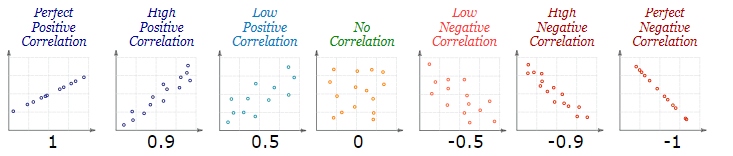 Perfect
Positive
Correlation
1
High
Positive
Correlation
0.9
Low
Positive
Correlation
0.5
No
Correlation
0
Low
Negative
Correlation
-0.5
High
Negative
Correlation
-0.9
Perfect
Negative
Correlation
-1